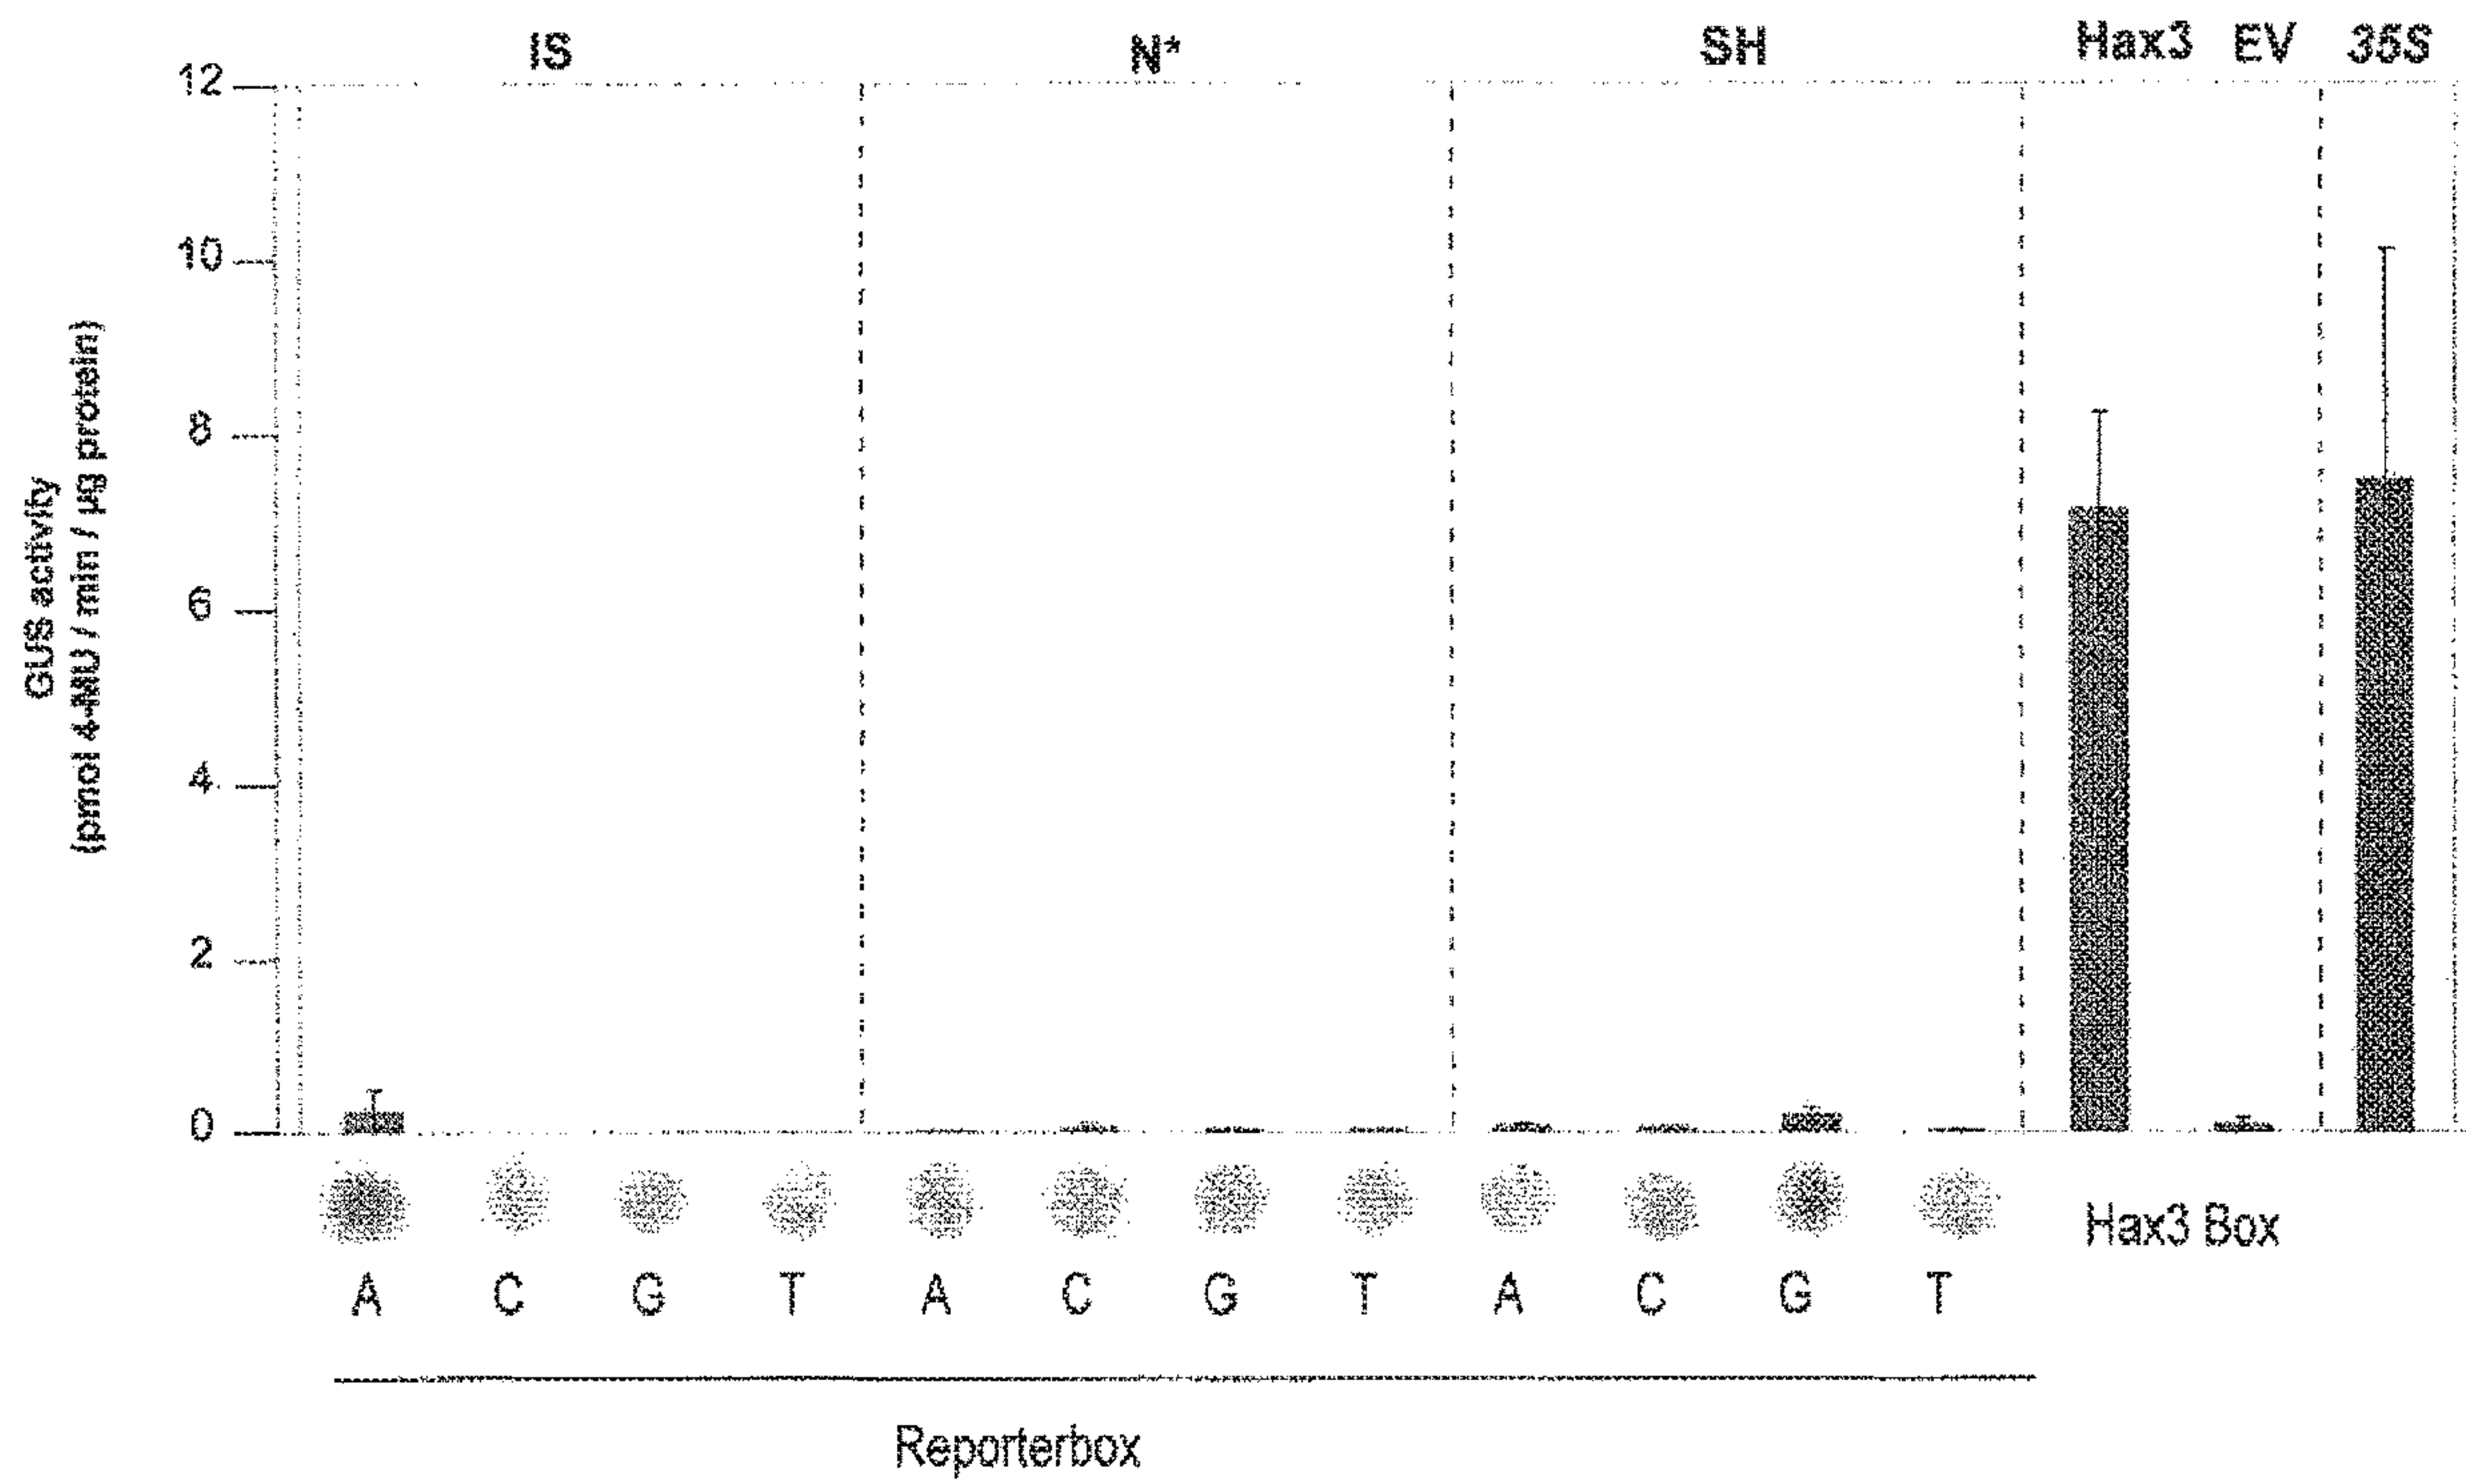 IS N* SH Hax3 EV 35S
12
10
8
6
4
2
0
GUS activity
(pmol 4-MU / min / µg protein)
A C G T A C G T A C G T
Hax3 Box
Reporterbox